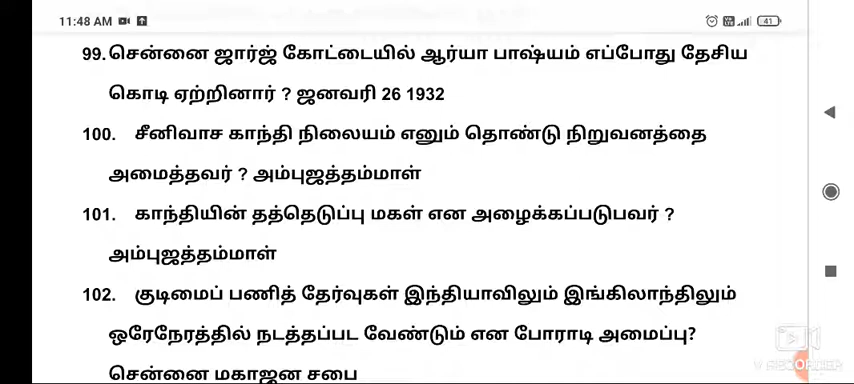 11:48 AM
41
99. சென்னை ஜார்ஜ் கோட்டையில் ஆர்யா பாஷ்யம் எப்போது தேசிய
கொடி ஏற்றினார் ? ஜனவரி 26 1932
100. சீனிவாச காந்தி நிலையம் எனும் தொண்டு நிறுவனத்தை
அமைத்தவர் ? அம்புஜத்தம்மாள்
101. காந்தியின் தத்தெடுப்பு மகள் என அழைக்கப்படுபவர் ?
அம்புஜத்தம்மாள்
102. குடிமைப் பணித் தேர்வுகள் இந்தியாவிலும் இங்கிலாந்திலும்
ஒரேநேரத்தில் நடத்தப்பட வேண்டும் என போராடி அமைப்பு?
சென்னை மகாஜன சபை
V RECORDER